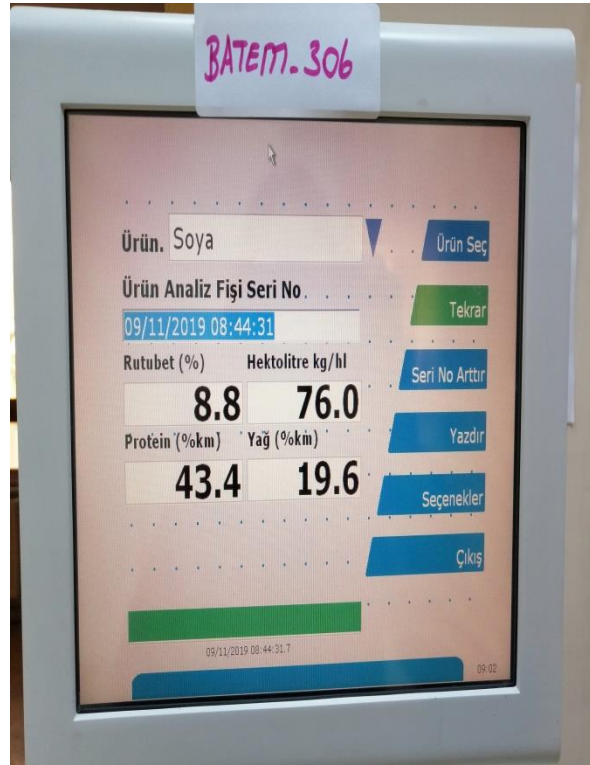 BATEM-306
Ürün. Soya
Ürün Seç
Ürün Analiz Fişi Seri No
Tekrar
09/11/2019 08:44:31
Rutubet (%) Hektolitre kg/hl
Seri No Arttır
8.8 76.0
Protein (%km) Yağ (%km)
Yazdır
43.4 19.6
Seçenekler
Çıkış
09/11/2019 08:44:31.7
09:02